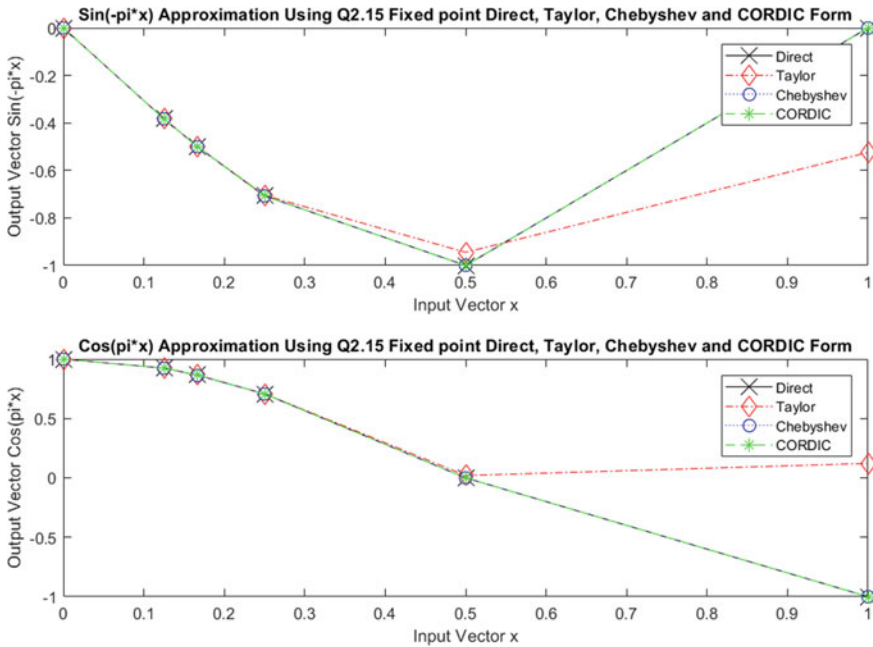 Sin(-pi*x) Approximation Using Q2.15 Fixed point Direct, Taylor, Chebyshev and CORDIC Form
Output Vector Sin(-pi*x)
0
-0.2
-0.4
-0.6
-0.8
-1
Direct
Taylor
Chebyshev
CORDIC
0 0.1 0.2 0.3 0.4 0.5 0.6 0.7 0.8 0.9 1
Input Vector x
Cos(pi*x) Approximation Using Q2.15 Fixed point Direct, Taylor, Chebyshev and CORDIC Form
Output Vector Cos(pi*x)
1
0.5
0
-0.5
-1
Direct
Taylor
Chebyshev
CORDIC
0 0.1 0.2 0.3 0.4 0.5 0.6 0.7 0.8 0.9 1
Input Vector x